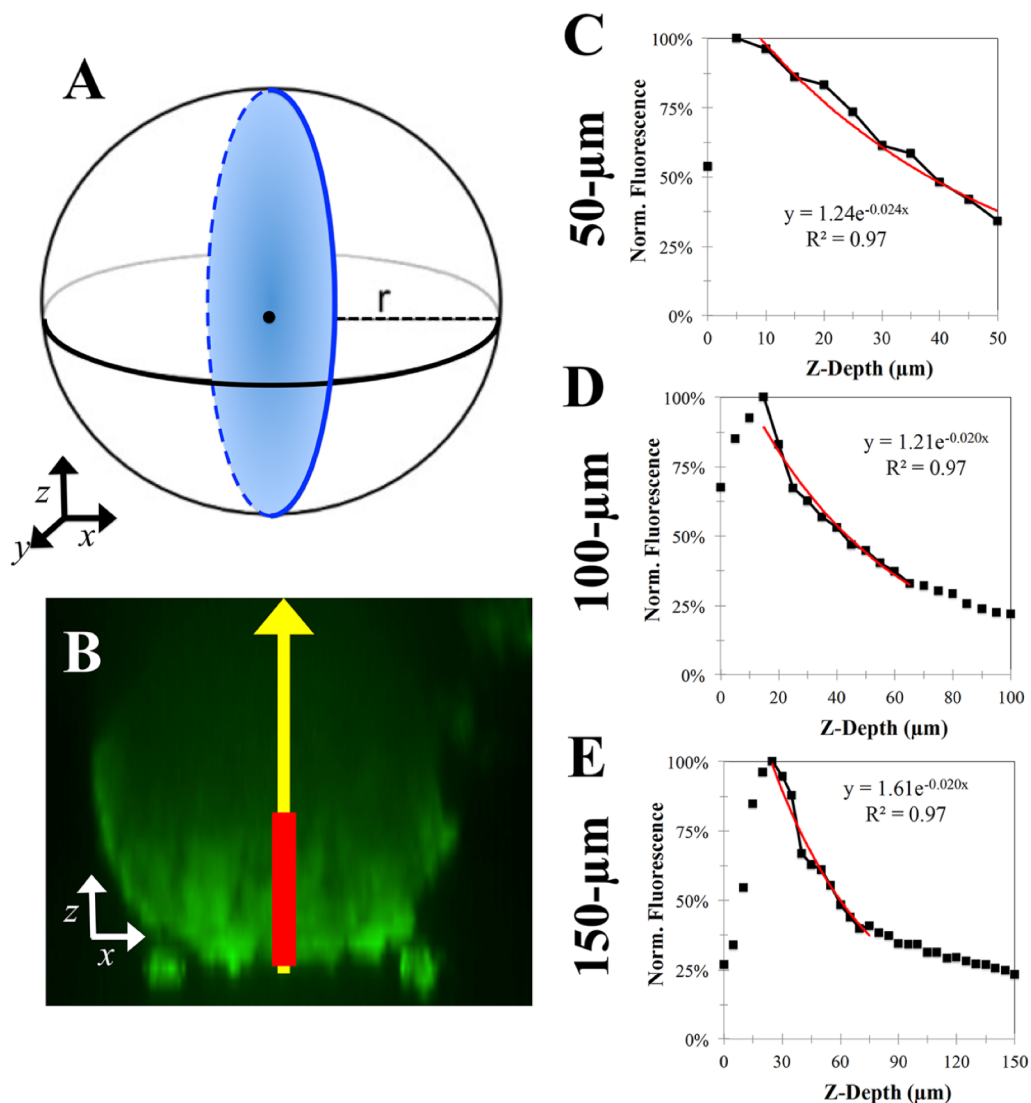 A
r
z
y
x
B
z
x
C
50-μm
Norm. Fluorescence
100%
75%
50%
25%
0%
y = 1.24e^-0.024x
R² = 0.97
0 10 20 30 40 50
Z-Depth (μm)
D
100-μm
Norm. Fluorescence
100%
75%
50%
25%
0%
y = 1.21e^-0.020x
R² = 0.97
0 20 40 60 80 100
Z-Depth (μm)
E
150-μm
Norm. Fluorescence
100%
75%
50%
25%
0%
y = 1.61e^-0.020x
R² = 0.97
0 30 60 90 120 150
Z-Depth (μm)